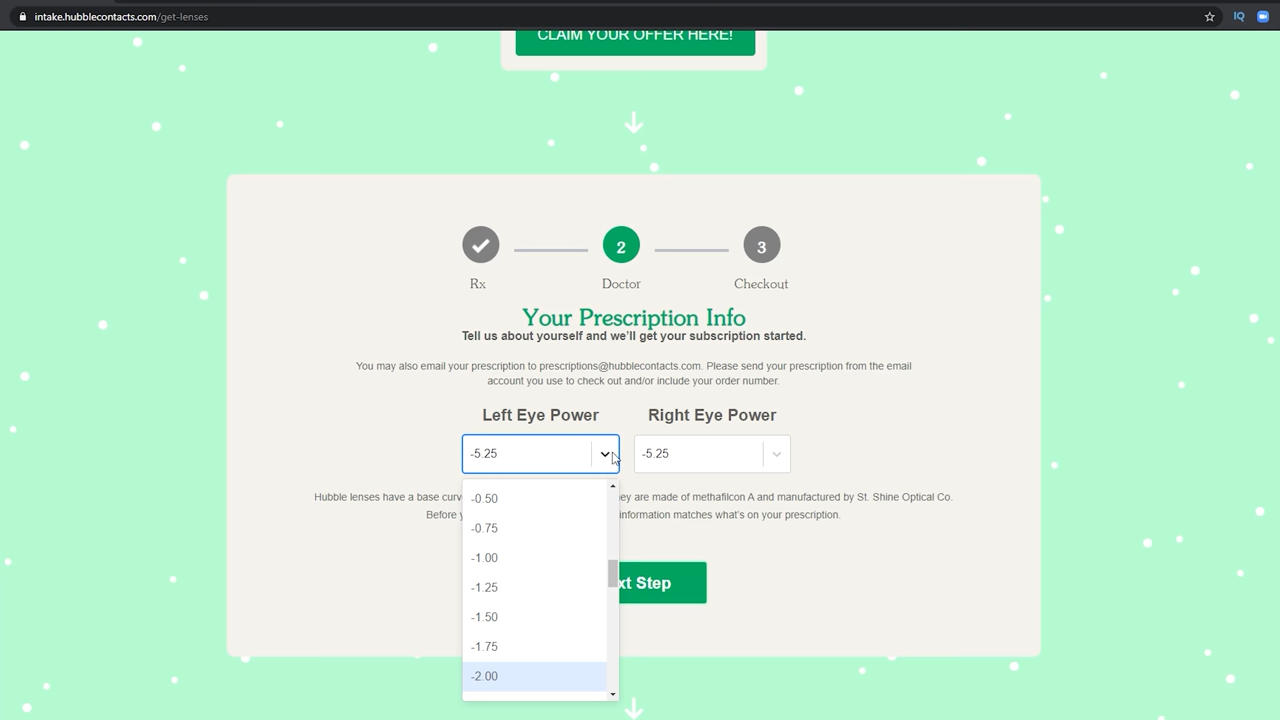 intake.hubblecontacts.com/get-lenses
IQ
CLAIM YOUR OFFER HERE!
2
3
Rx
Doctor
Checkout
Your Prescription Info
Tell us about yourself and we'll get your subscription started.
You may also email your prescription to prescriptions@hubblecontacts.com. Please send your prescription from the email
account you use to check out and/or include your order number.
Left Eye Power
Right Eye Power
-5.25
-5.25
Hubble lenses have a base curv
ey are made of methafilcon A and manufactured by St. Shine Optical Co.
Before y
information matches what's on your prescription.
-0.50
-0.75
-1.00
-1.25
-1.50
-1.75
-2.00
xt Step